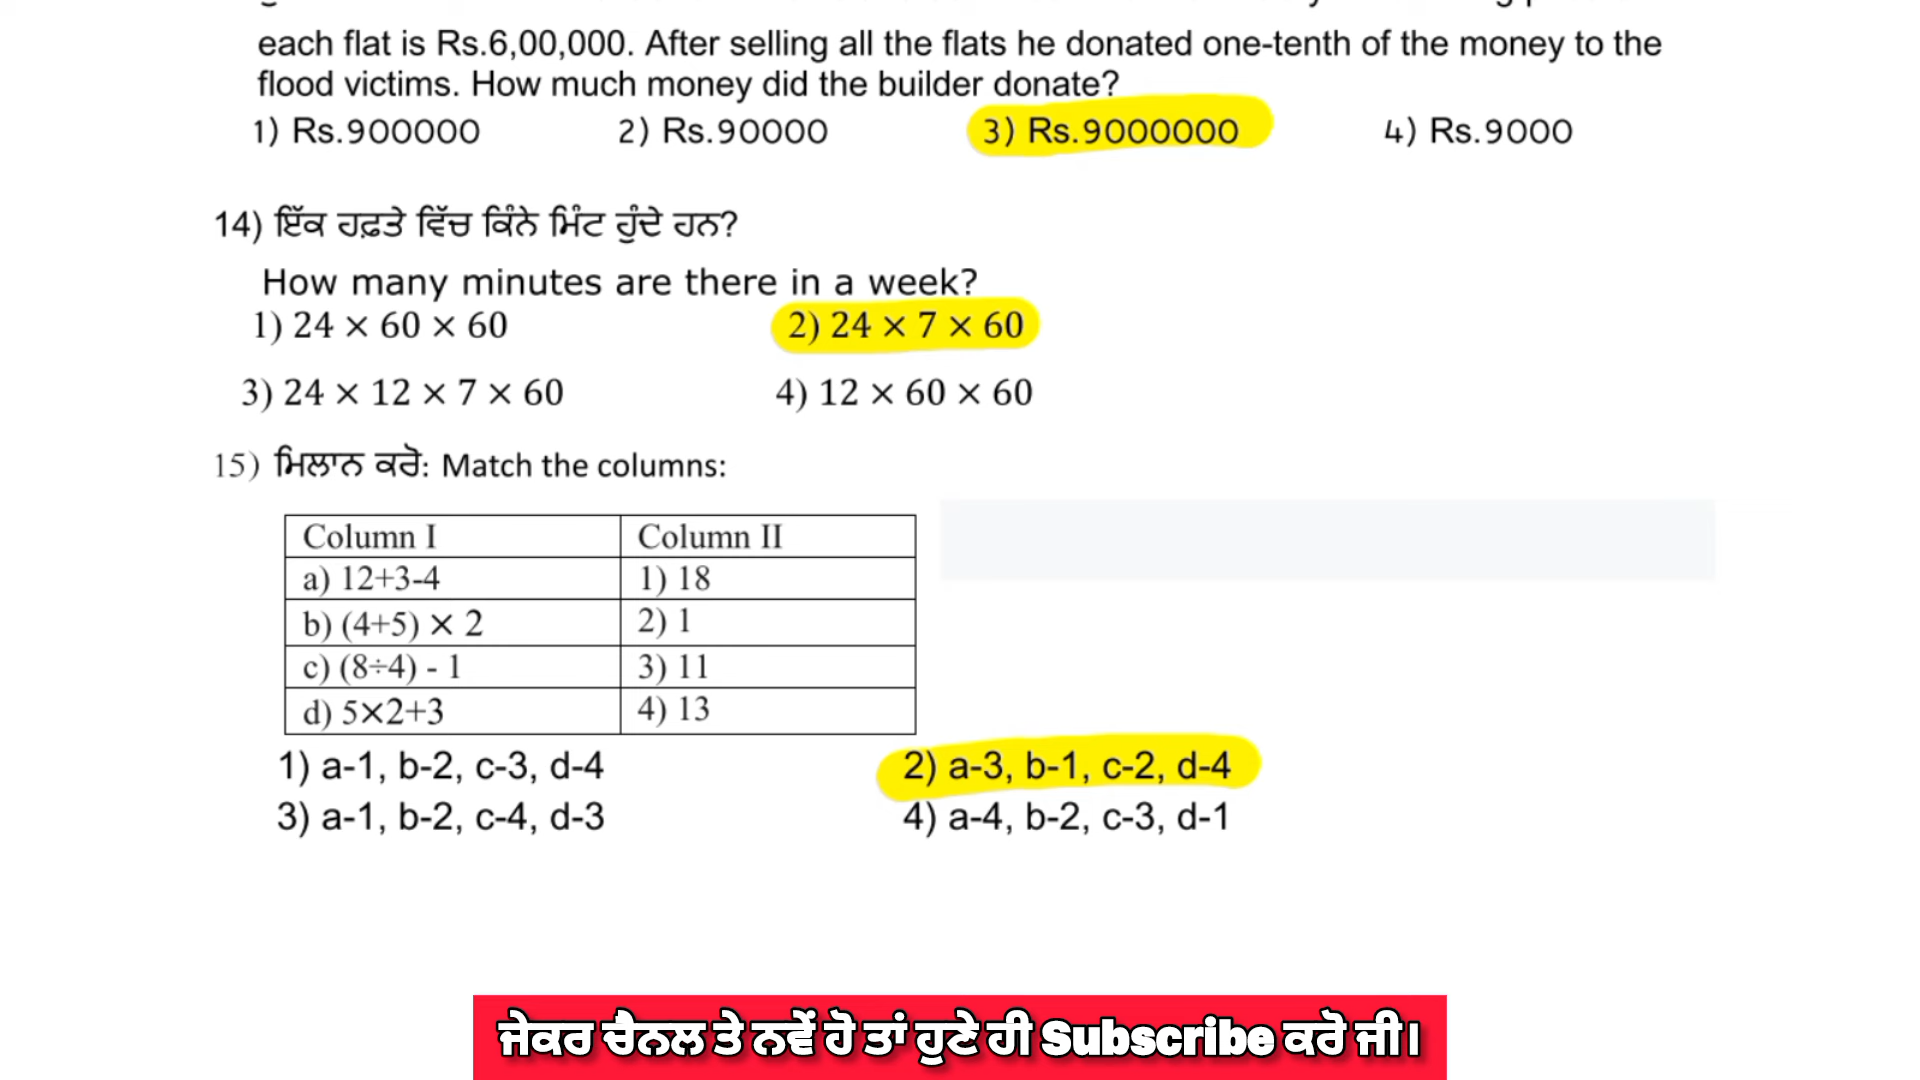 each flat is Rs.6,00,000. After selling all the flats he donated one-tenth of the money to the
flood victims. How much money did the builder donate?
1) Rs.900000 2) Rs.90000 3) Rs.9000000 4) Rs.9000
14) ਇੱਕ ਹਫ਼ਤੇ ਵਿੱਚ ਕਿੰਨੇ ਮਿੰਟ ਹੁੰਦੇ ਹਨ?
How many minutes are there in a week?
1) 24 × 60 × 60 2) 24 × 7 × 60
3) 24 × 12 × 7 × 60 4) 12 × 60 × 60
15) ਮਿਲਾਨ ਕਰੋ: Match the columns:
Column I Column II
a) 12+3-4 1) 18
b) (4+5) × 2 2) 1
c) (8÷4) - 1 3) 11
d) 5×2+3 4) 13
1) a-1, b-2, c-3, d-4 2) a-3, b-1, c-2, d-4
3) a-1, b-2, c-4, d-3 4) a-4, b-2, c-3, d-1
ਜੇਕਰ ਚੈਨਲ ਤੇ ਨਵੇਂ ਹੋ ਤਾਂ ਹੁਣੇ ਹੀ Subscribe ਕਰੋ ਜੀ।